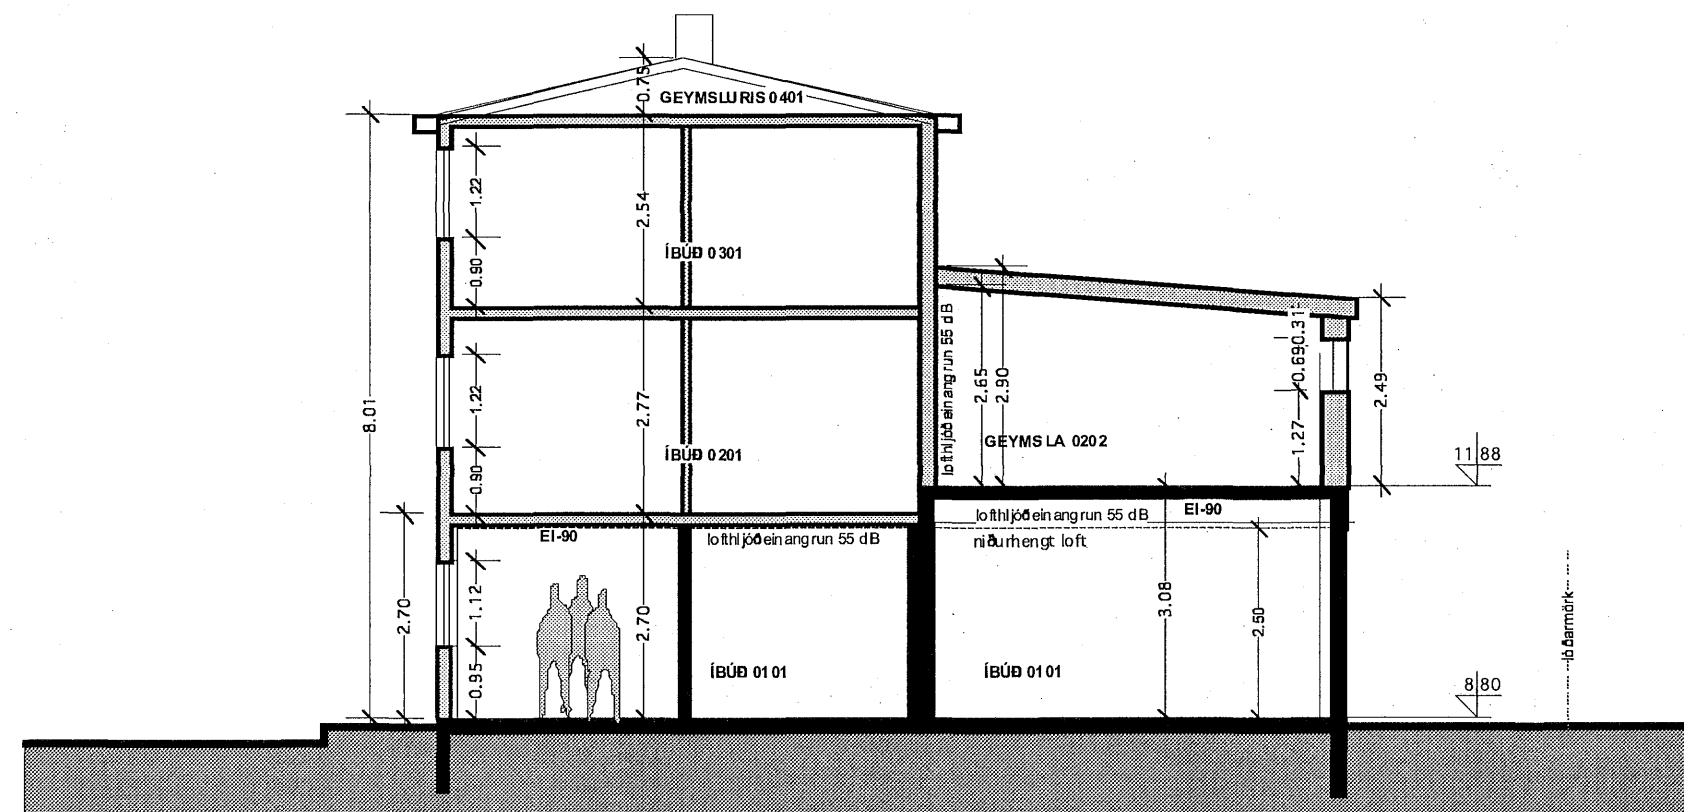 0.75
GEYMSLURIS 0401
1.22
2.54
ÍBÚÐ 0301
0.90
8.01
1.22
2.77
ÍBÚÐ 0201
0.90
lofthljóðeinangrun 55 dB
2.65
2.90
0.31
0.69
1.27
2.49
GEYMSLA 0202
11 88
2.70
EI-90
lofthljóðeinangrun 55 dB
lofthljóðeinangrun 55 dB
EI-90
niðurhengt loft
1.12
0.95
2.70
3.08
2.50
ÍBÚÐ 0101
ÍBÚÐ 0101
8 80
lóðarmörk